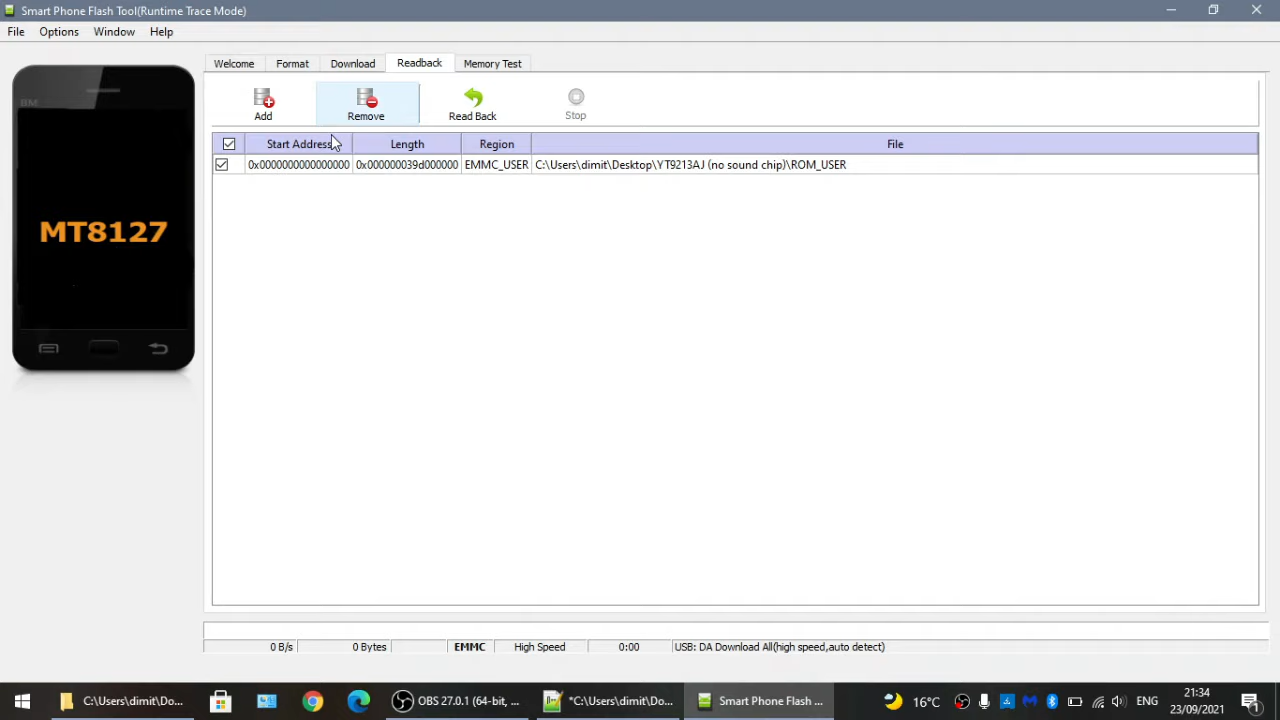 Smart Phone Flash Tool(Runtime Trace Mode)
File Options Window Help
Welcome Format Download Readback Memory Test
Add Remove Read Back Stop
Start Address Length Region File
0x0000000000000000 0x000000039d000000 EMMC_USER C:\Users\dimit\Desktop\YT9213AJ (no sound chip)\ROM_USER
BM
MT8127
0 B/s 0 Bytes EMMC High Speed 0:00 USB: DA Download All(high speed,auto detect)
C:\Users\dimit\Do... OBS 27.0.1 (64-bit, ... *C:\Users\dimit\Do... Smart Phone Flash ... 16°C ENG 21:34
23/09/2021 1